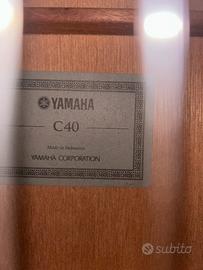 YAMAHA
C40
Made in Indonesia
YAMAHA CORPORATION
subito